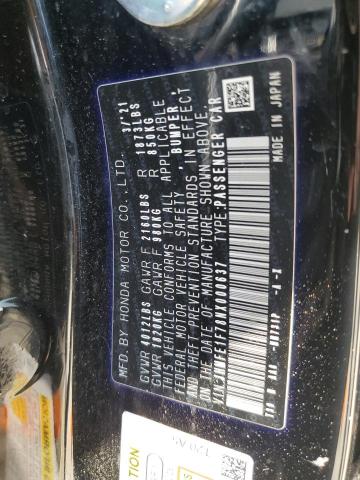 MFD.BY HONDA MOTOR CO.,LTD. 3/'21
GVWR 4012LBS GAWR F 2160LBS R 1873LBS
GVWR 1820KG GAWR F 980KG R 850KG
THIS VEHICLE CONFORMS TO ALL APPLICABLE
FEDERAL MOTOR VEHICLE SAFETY, BUMPER,
AND THEFT PREVENTION STANDARDS IN EFFECT
ON THE DATE OF MANUFACTURE SHOWN ABOVE.
TYPE:PASSENGER CAR
MADE IN JAPAN